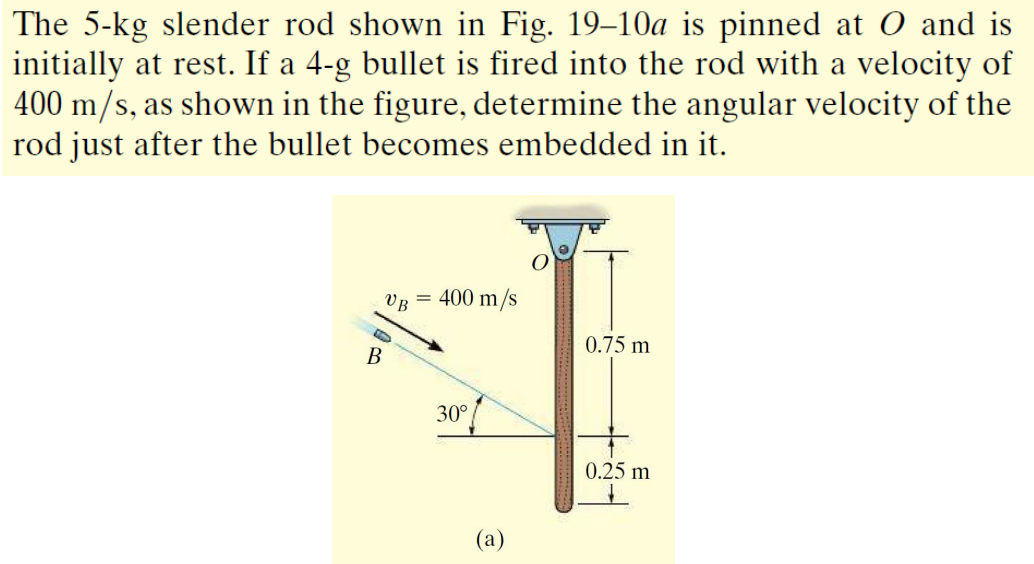 The 5-kg slender rod shown in Fig. 19–10a is pinned at O and is
initially at rest. If a 4-g bullet is fired into the rod with a velocity of
400 m/s, as shown in the figure, determine the angular velocity of the
rod just after the bullet becomes embedded in it.
O
v_B = 400 m/s
0.75 m
B
30°
0.25 m
(a)